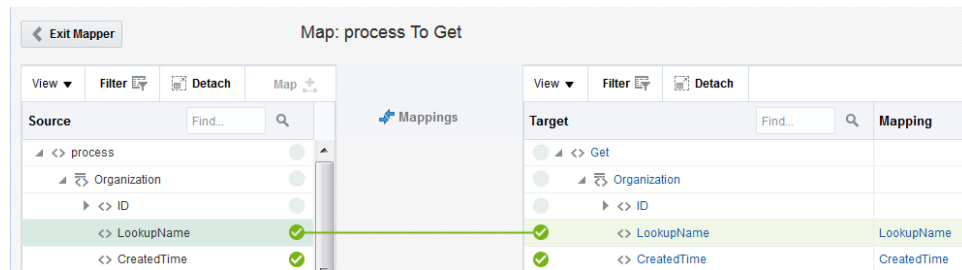 Exit Mapper
Map: process To Get
View Filter Detach Map
View Filter Detach
Source Find...
Mappings
Target Find... Mapping
<> process
<> Get
Organization
Organization
<> ID
<> ID
<> LookupName
<> LookupName LookupName
<> CreatedTime
<> CreatedTime CreatedTime